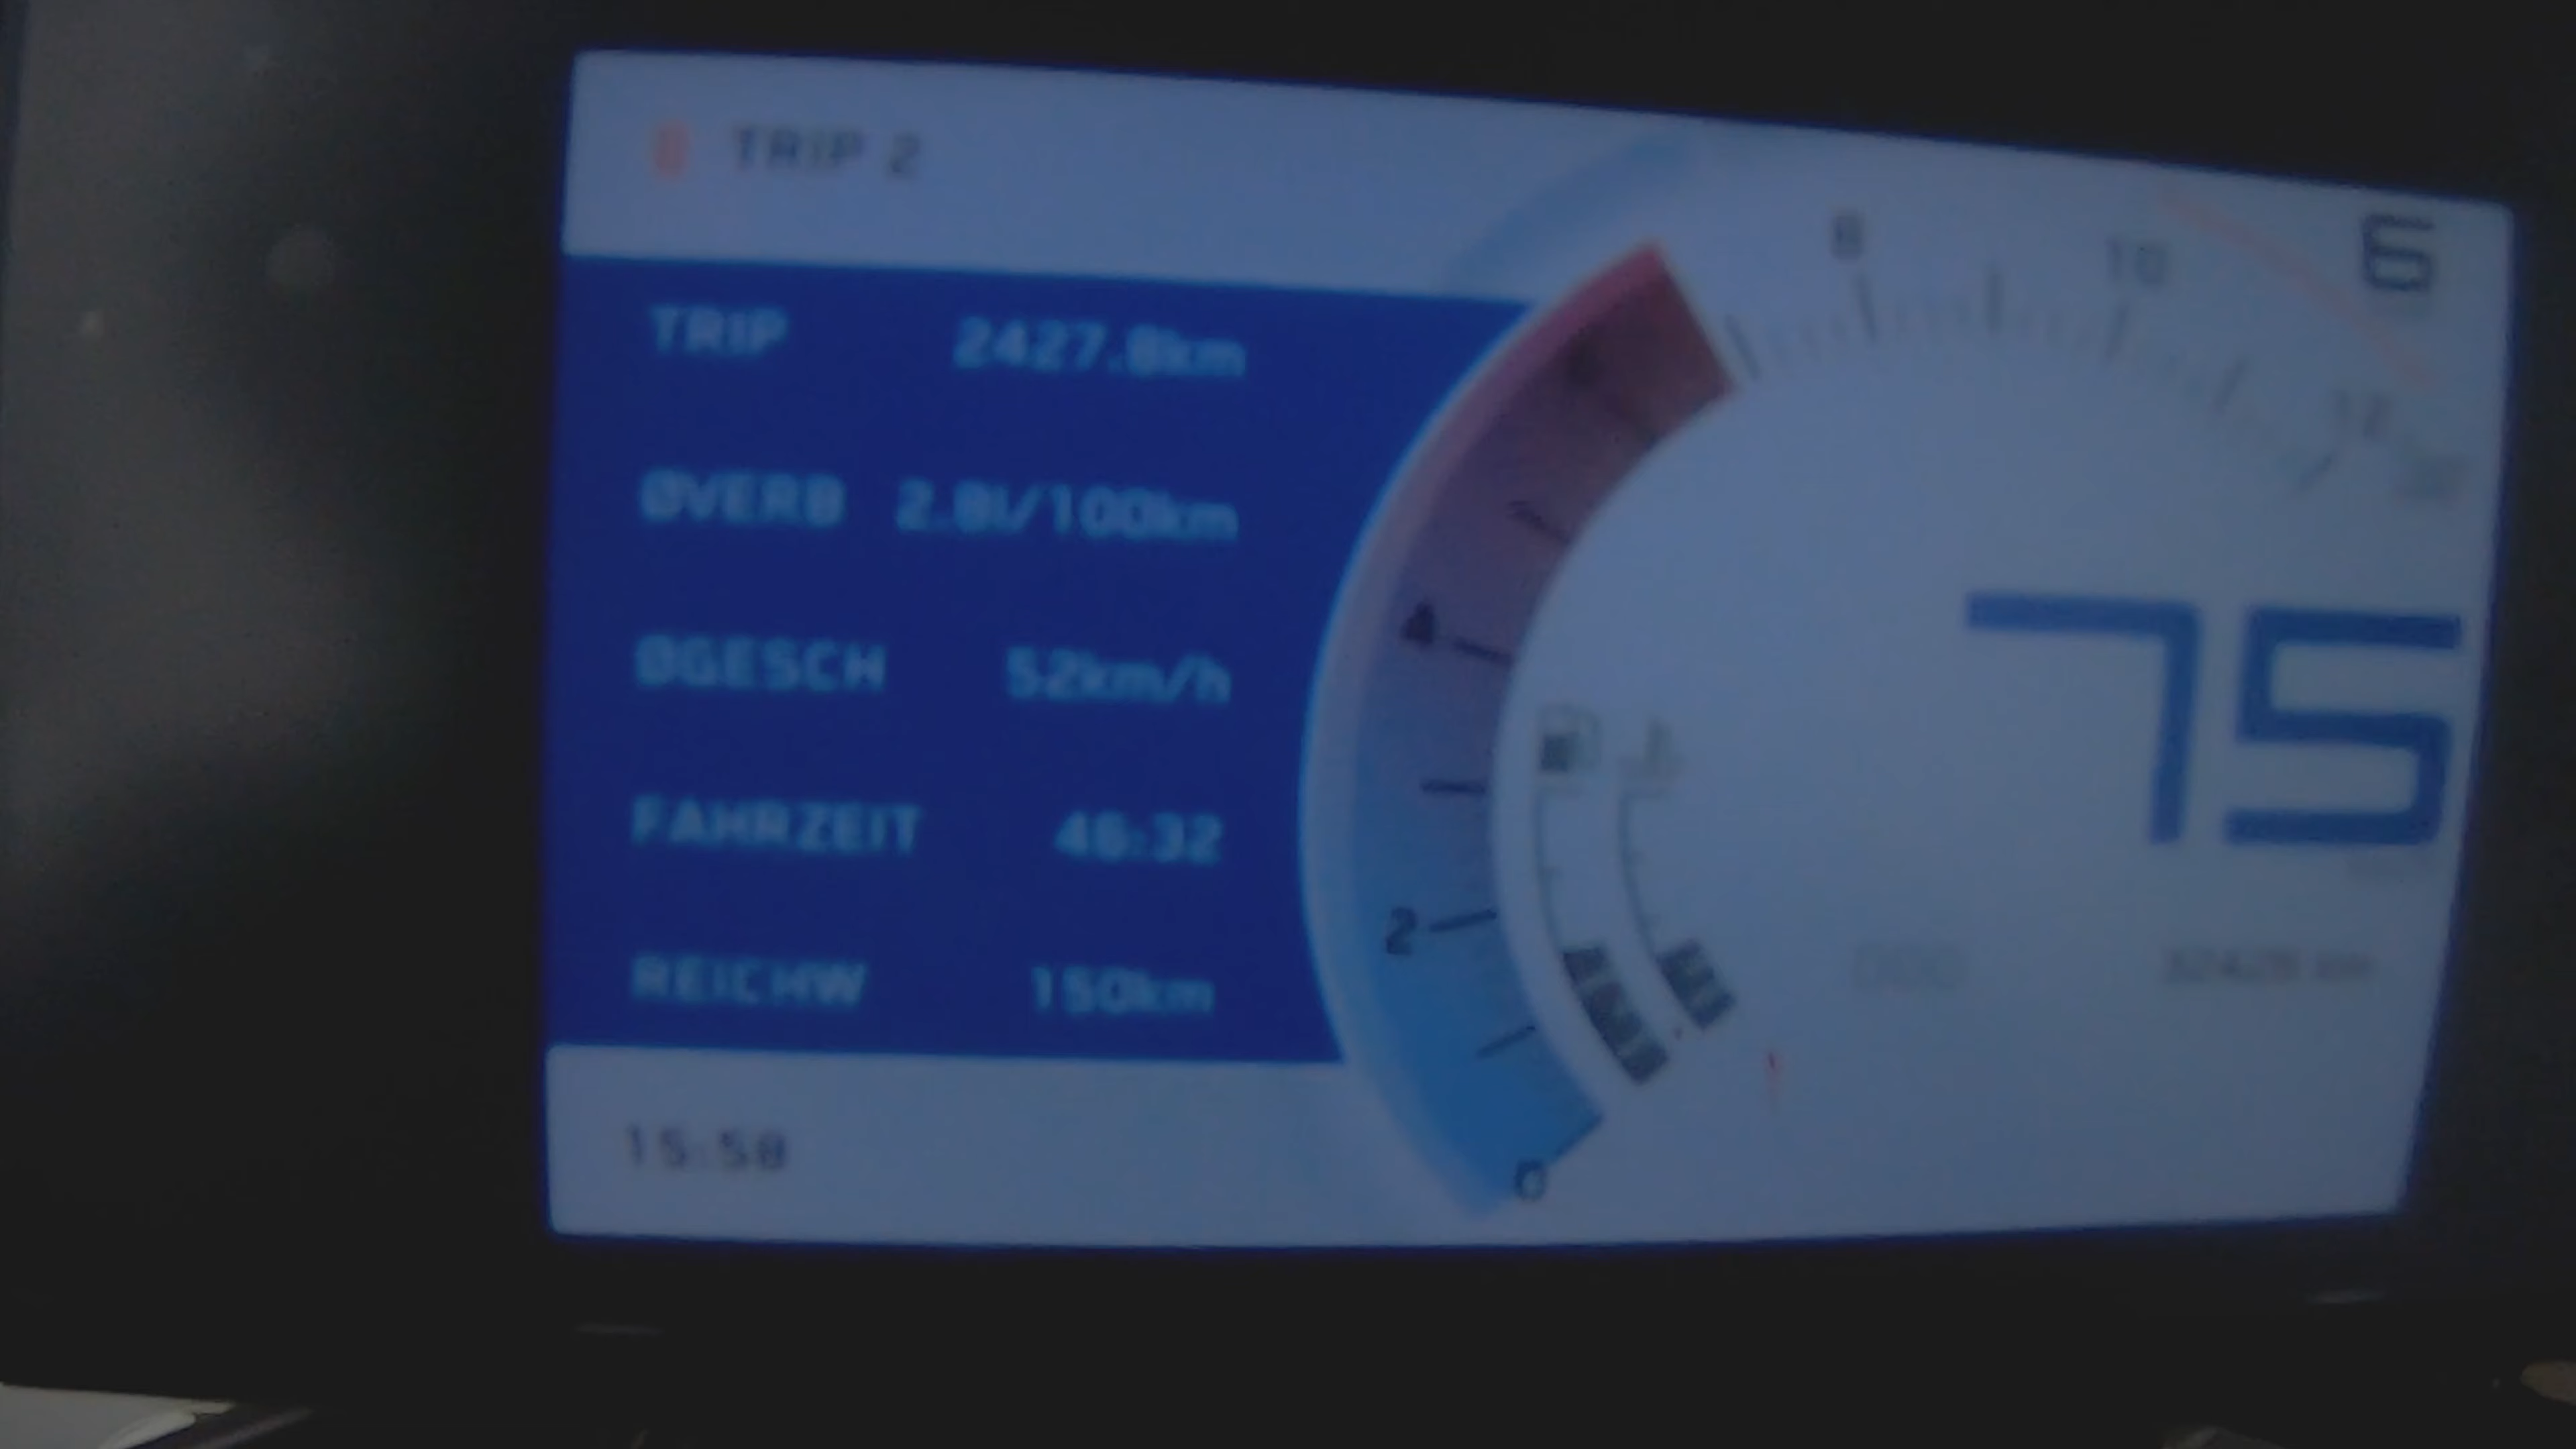 TRIP 2
TRIP 2427.8km
ØVERB 2.8l/100km
ØGESCH 52km/h
FAHRZEIT 46:32
REICHW 150km
15:58
0
2
4
8
10
6
75